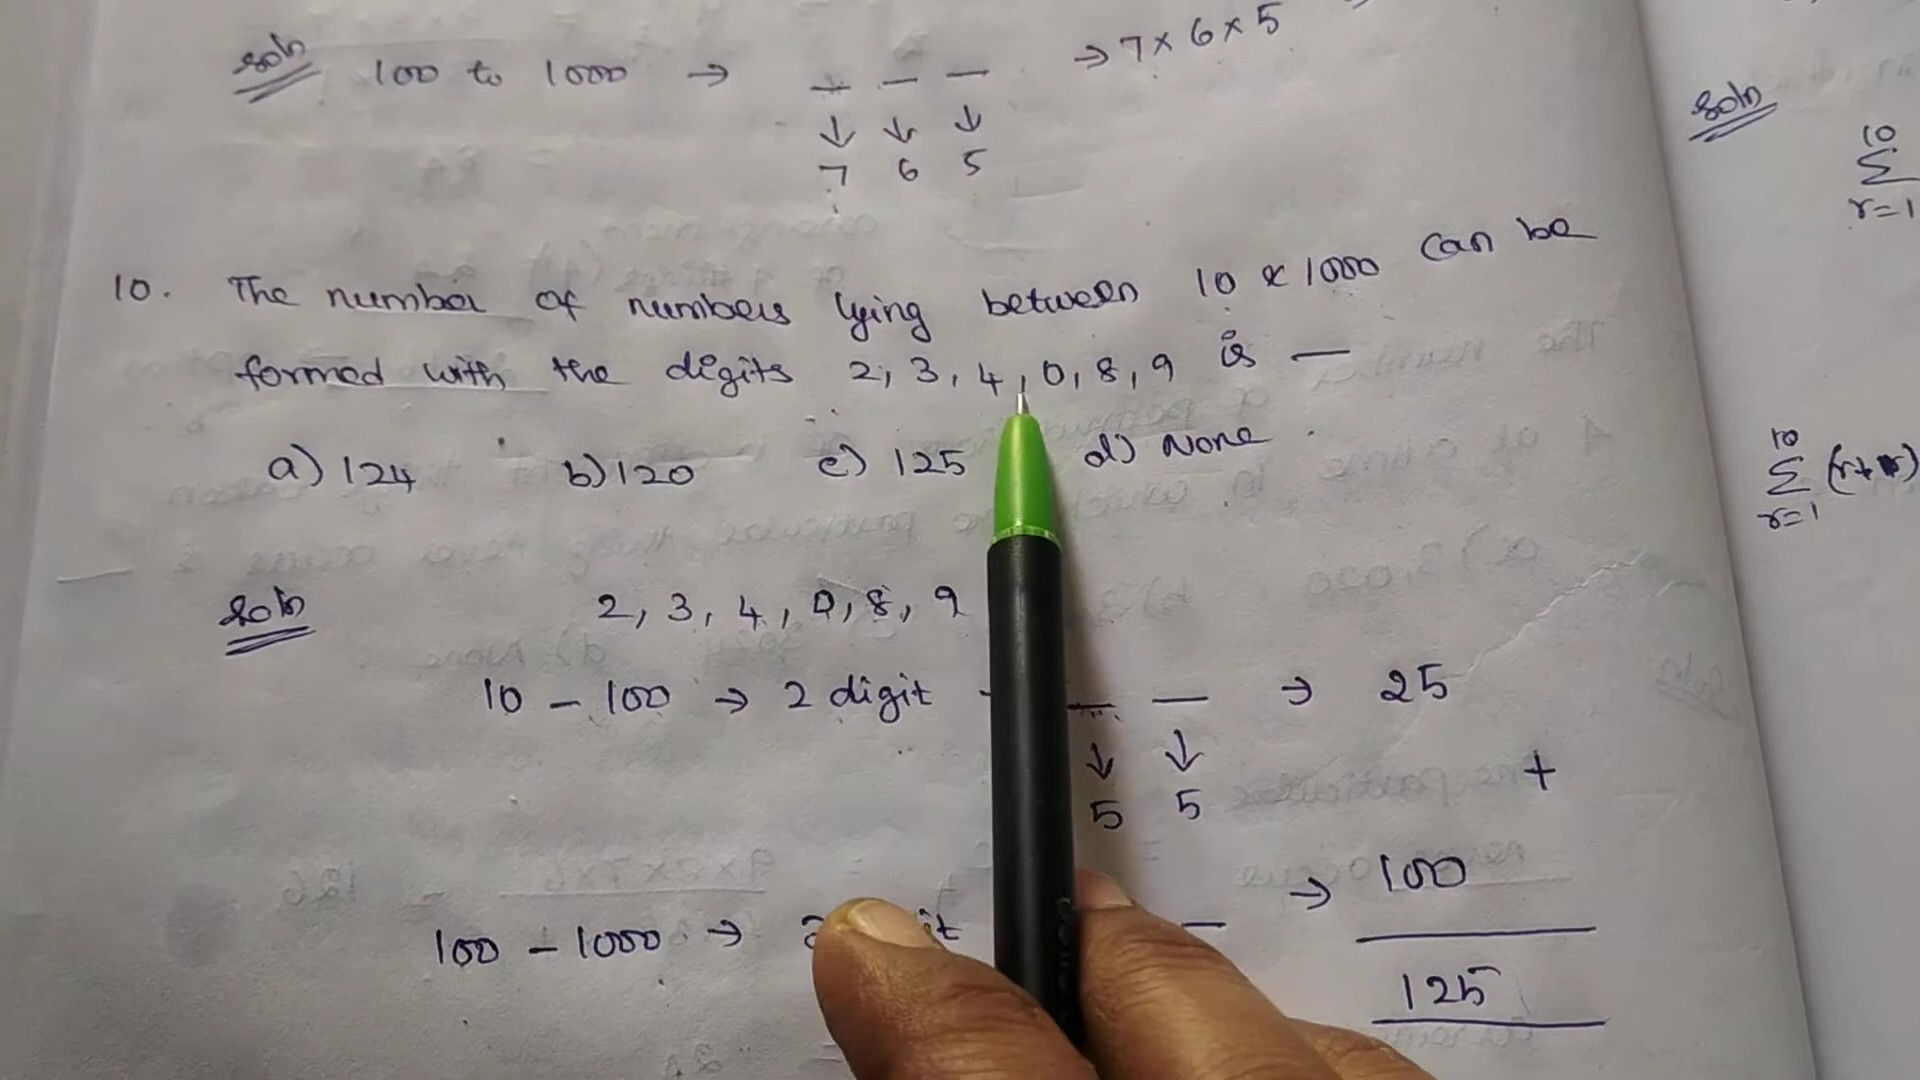 soln 100 to 1000 → _ _ _ → 7 × 6 × 5
↓ ↓ ↓
7 6 5
soln
10
Σ
r=1
10. The number of numbers lying between 10 & 1000 can be
formed with the digits 2, 3, 4, 0, 8, 9 is —
a) 124 b) 120 c) 125 d) None
10
Σ (r+
r=1
soln 2, 3, 4, 0, 8, 9
10 - 100 → 2 digit _ _ → 25
↓ ↓ +
5 5
100 - 1000 → → 100
125